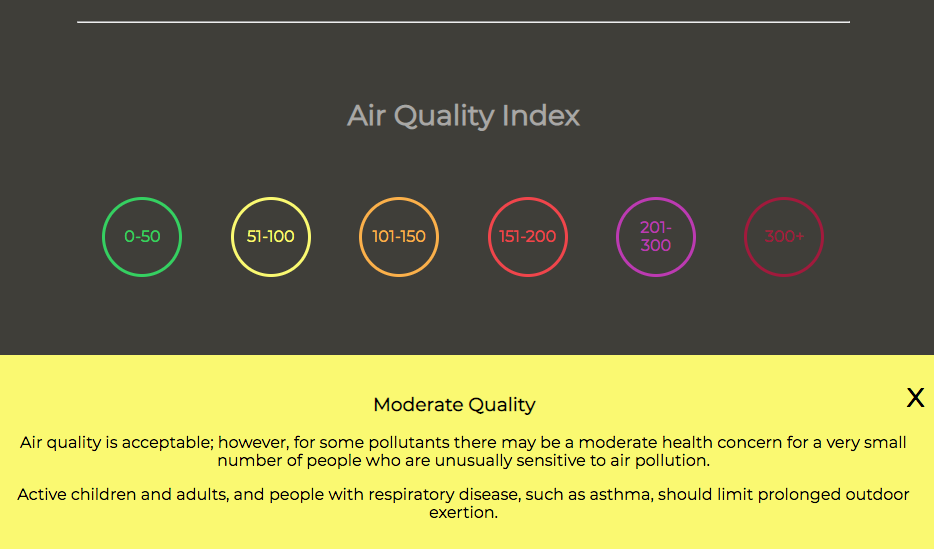 Air Quality Index
0-50
51-100
101-150
151-200
201-
300
300+
X
Moderate Quality
Air quality is acceptable; however, for some pollutants there may be a moderate health concern for a very small
number of people who are unusually sensitive to air pollution.
Active children and adults, and people with respiratory disease, such as asthma, should limit prolonged outdoor
exertion.